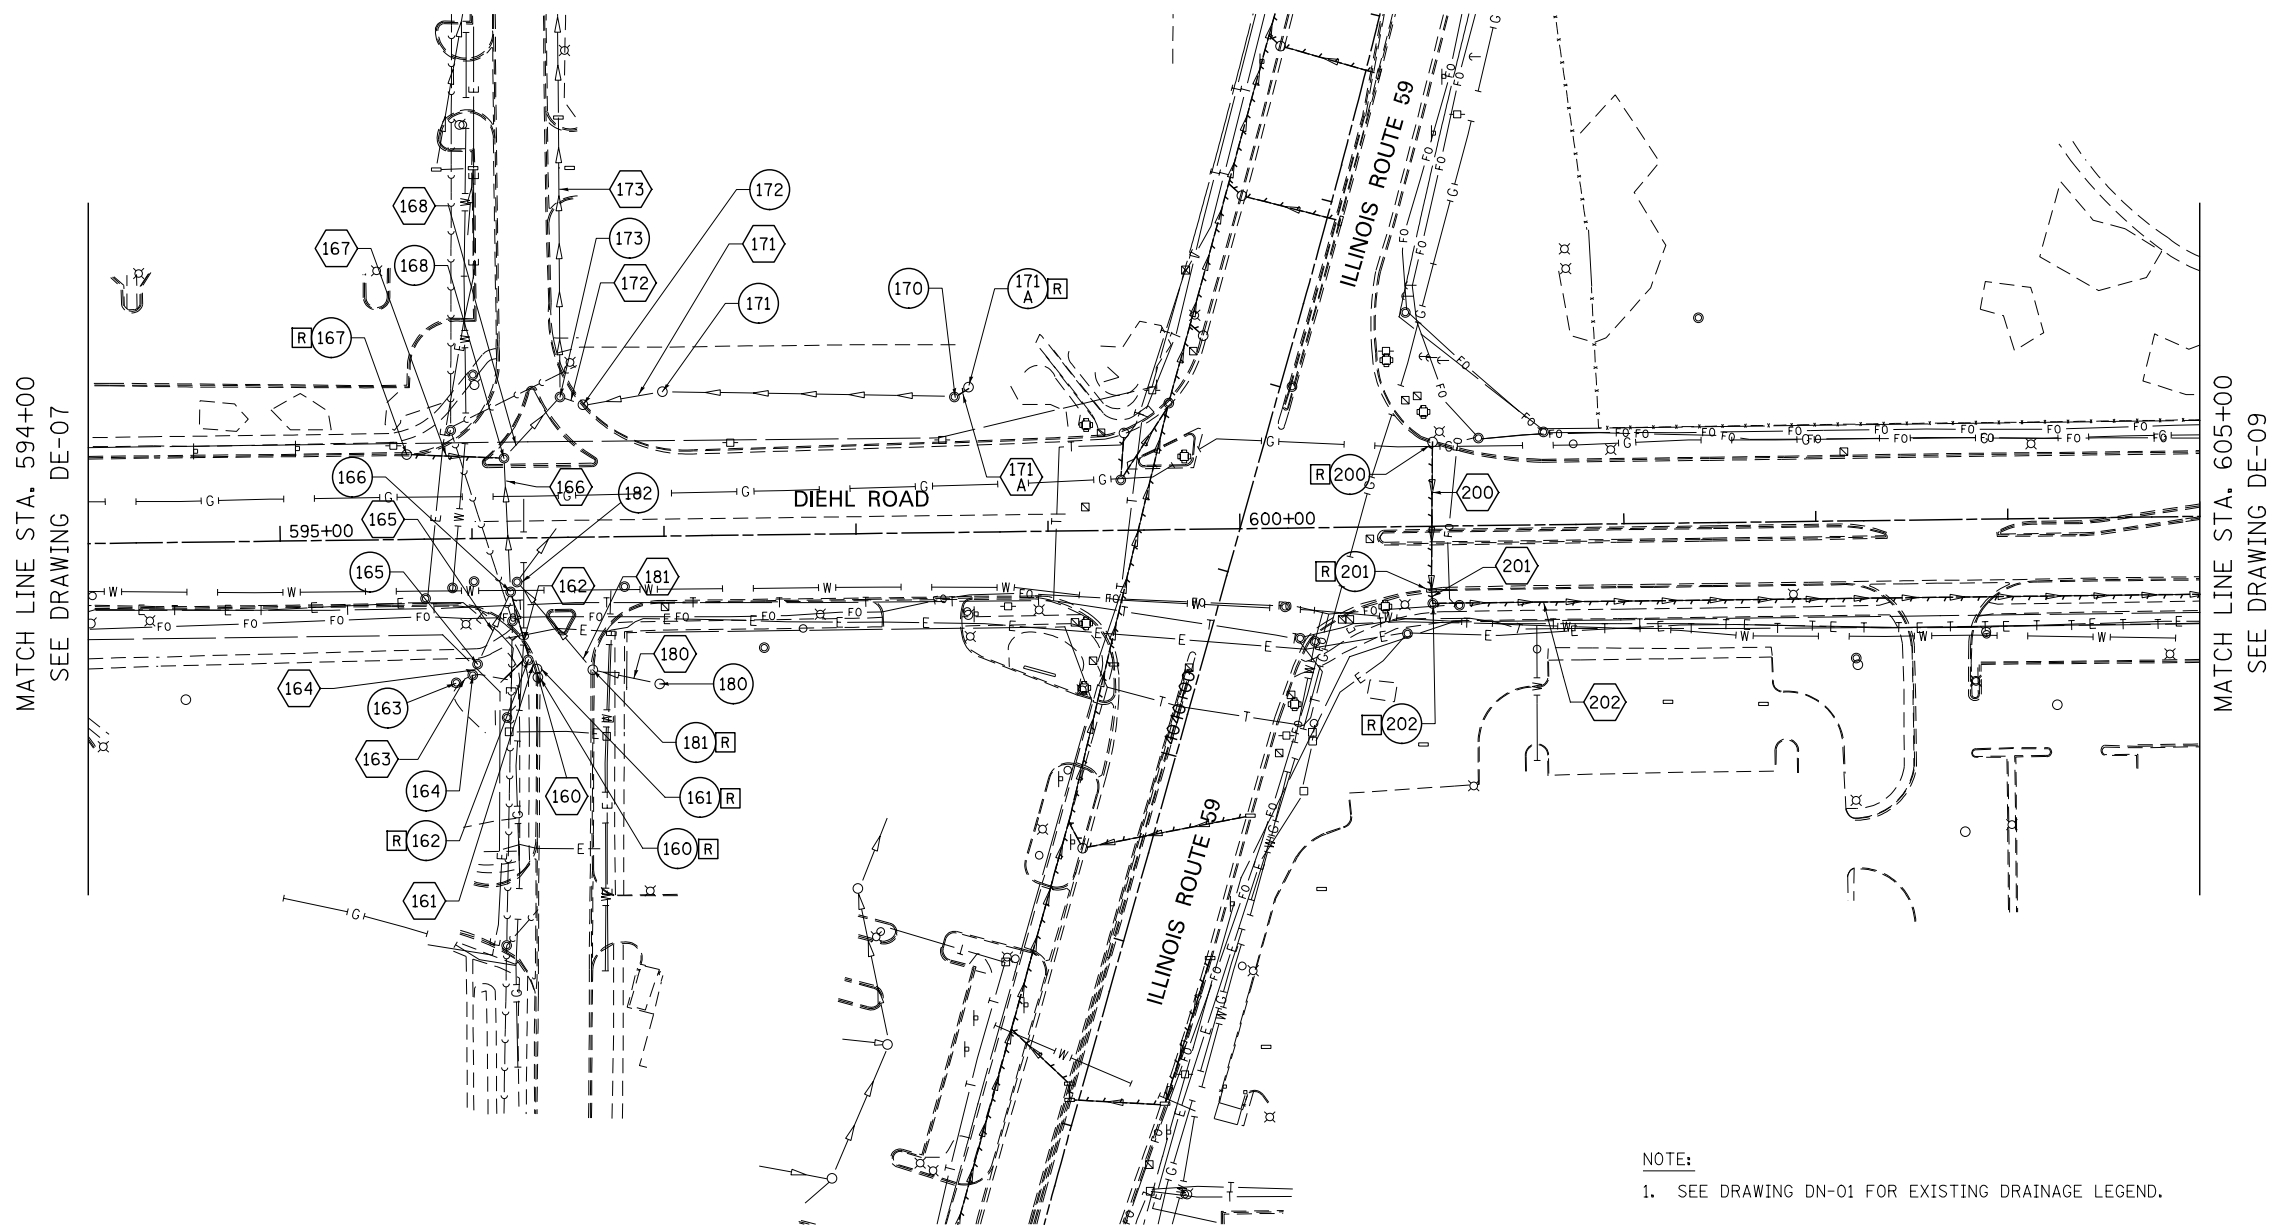 MATCH LINE STA. 594+00
SEE DRAWING DE-07
MATCH LINE STA. 605+00
SEE DRAWING DE-09
ILLINOIS ROUTE 59
ILLINOIS ROUTE 59
DIEHL ROAD
595+00
600+00
4040+00
173
172
168
173
171
167
168
172
171
170
171 A
R
R
167
166
166
182
171 A
R
200
200
165
165
162
181
R
201
201
164
163
180
180
R
202
202
163
181
R
164
160
161
R
R
162
160
R
161
NOTE:
1. SEE DRAWING DN-01 FOR EXISTING DRAINAGE LEGEND.